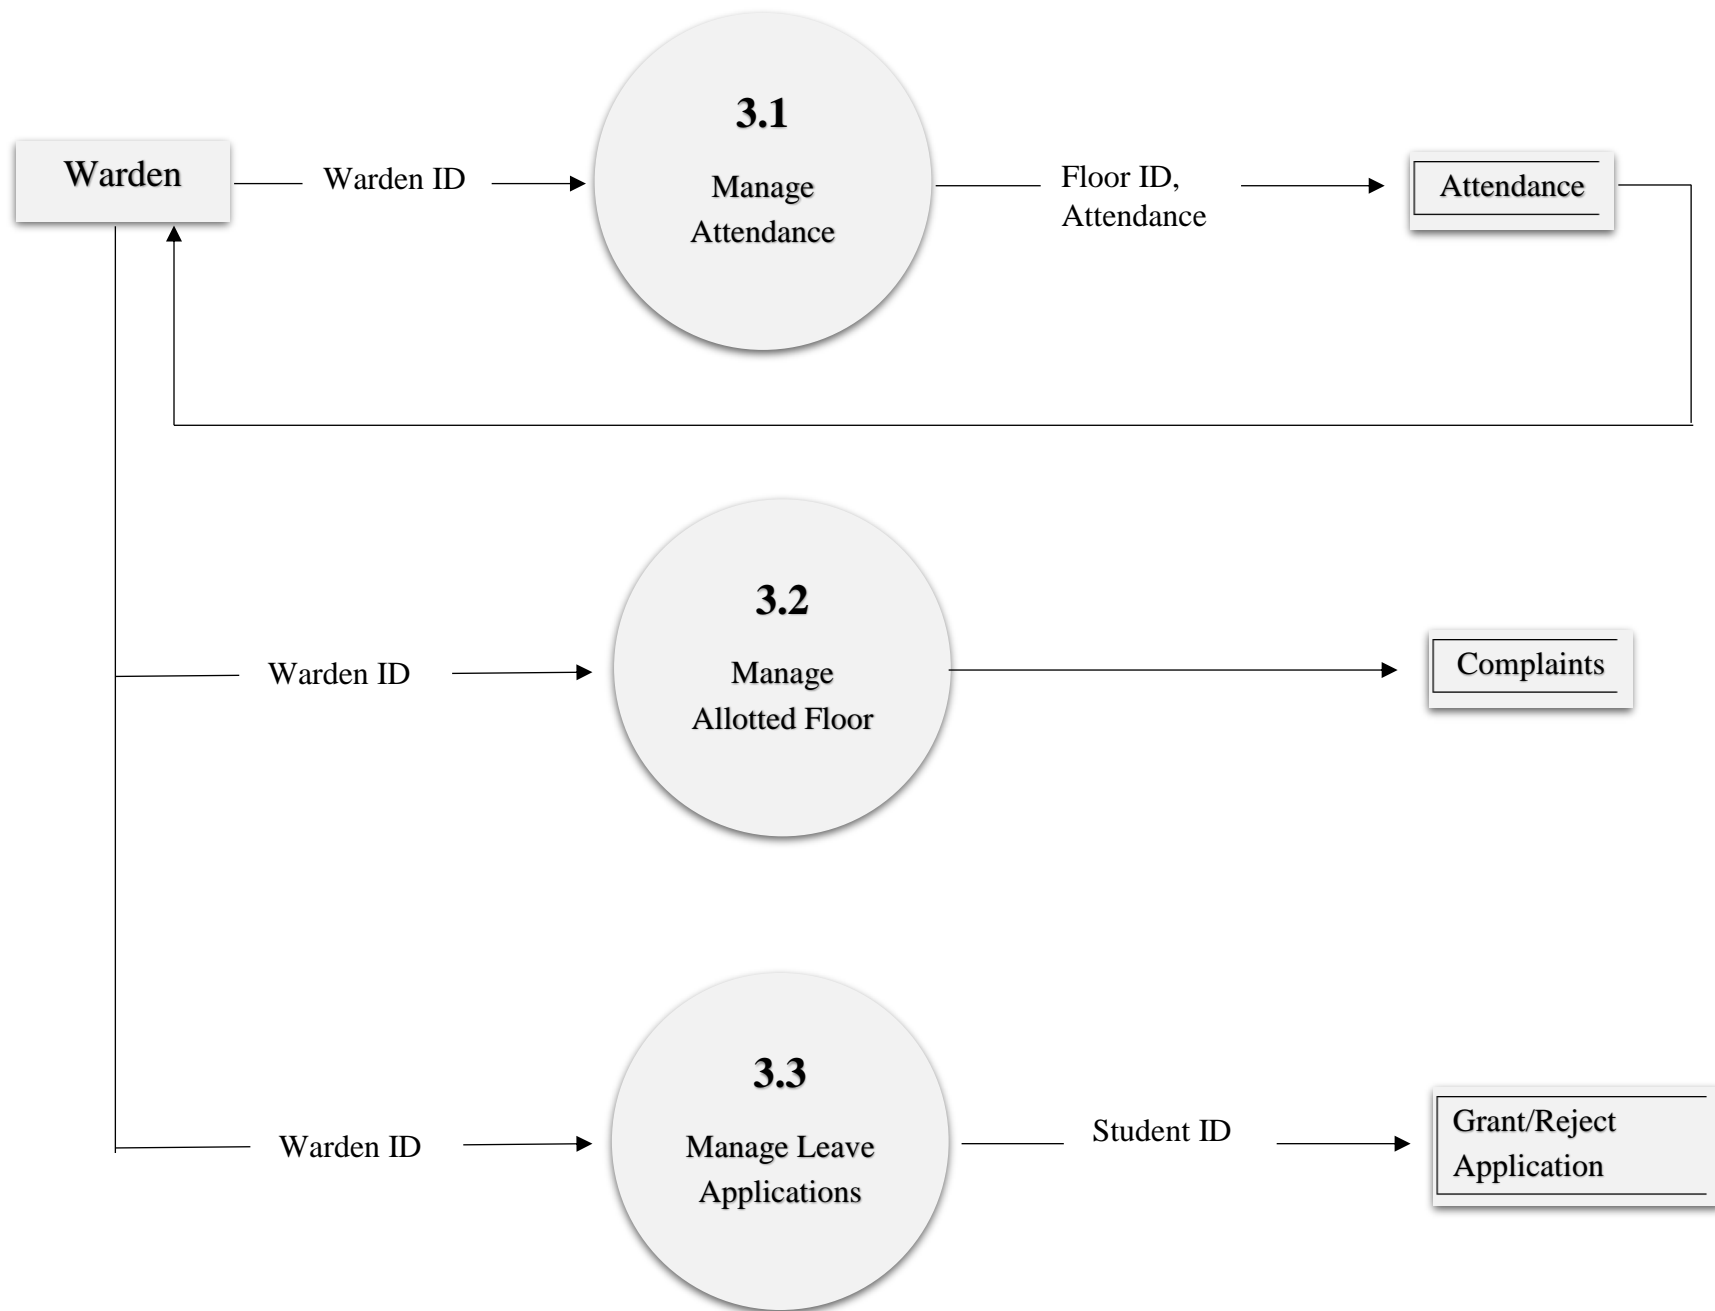 3.1
Warden
Warden ID
Manage
Attendance
Floor ID,
Attendance
Attendance
3.2
Warden ID
Manage
Allotted Floor
Complaints
3.3
Warden ID
Manage Leave
Applications
Student ID
Grant/Reject
Application